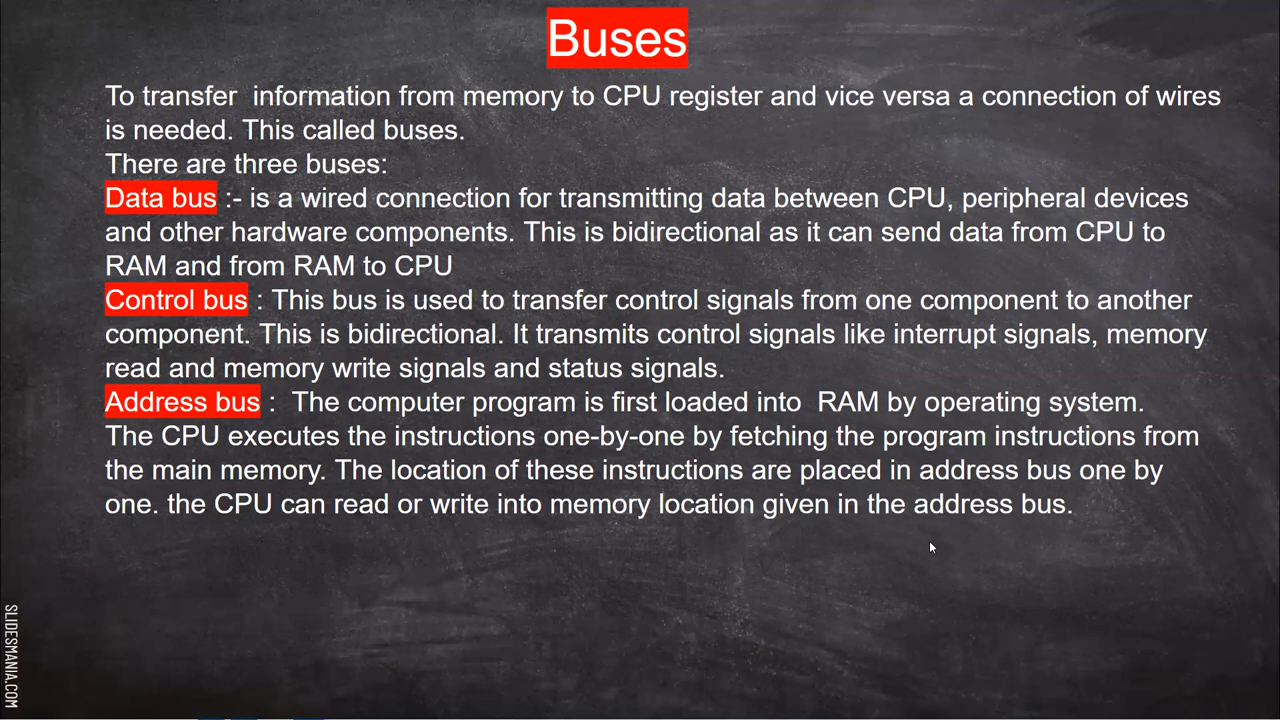 Buses
To transfer  information from memory to CPU register and vice versa a connection of wires
is needed. This called buses.
There are three buses:
Data bus :- is a wired connection for transmitting data between CPU, peripheral devices
and other hardware components. This is bidirectional as it can send data from CPU to
RAM and from RAM to CPU
Control bus : This bus is used to transfer control signals from one component to another
component. This is bidirectional. It transmits control signals like interrupt signals, memory
read and memory write signals and status signals.
Address bus :  The computer program is first loaded into  RAM by operating system.
The CPU executes the instructions one-by-one by fetching the program instructions from
the main memory. The location of these instructions are placed in address bus one by
one. the CPU can read or write into memory location given in the address bus.
SLIDESMANIA.COM